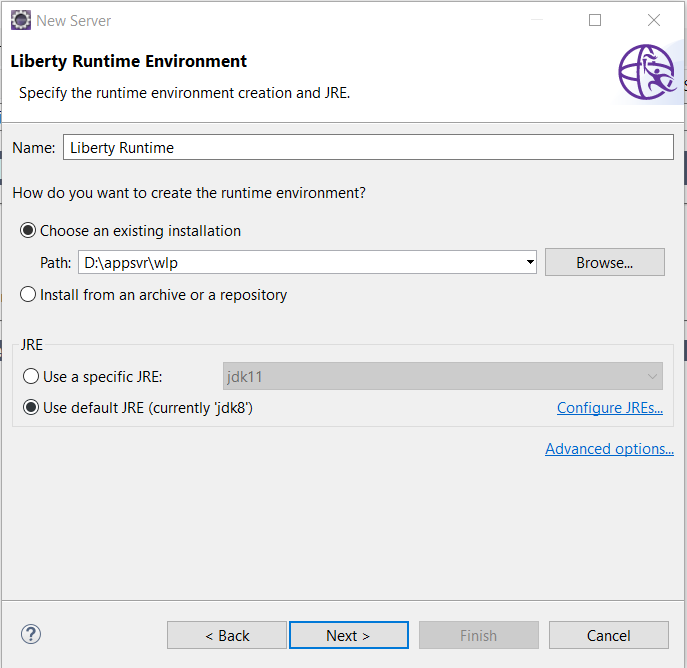 New Server
Liberty Runtime Environment
Specify the runtime environment creation and JRE.
Name: Liberty Runtime
How do you want to create the runtime environment?
Choose an existing installation
Path: D:\appsvr\wlp Browse...
Install from an archive or a repository
JRE
Use a specific JRE: jdk11
Use default JRE (currently 'jdk8') Configure JREs...
Advanced options...
? < Back Next > Finish Cancel